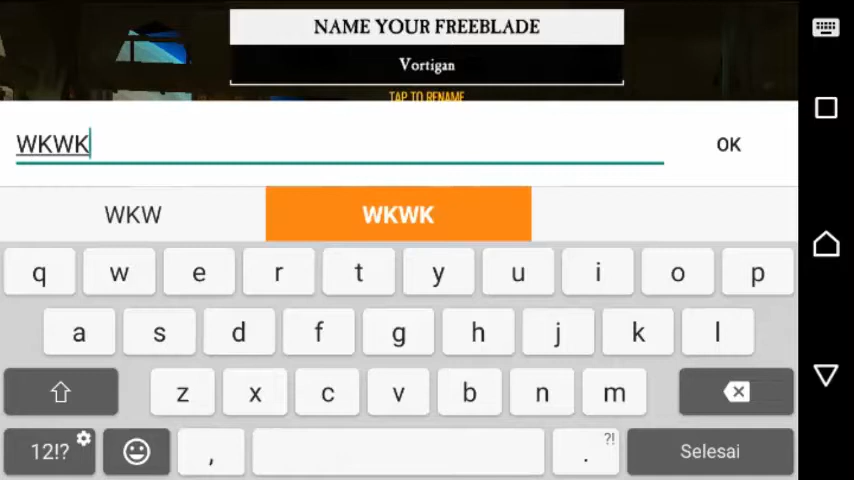 NAME YOUR FREEBLADE
Vortigan
TAP TO RENAME
WKWK
OK
WKW
WKWK
q w e r t y u i o p
a s d f g h j k l
z x c v b n m
12!? , . ?! Selesai